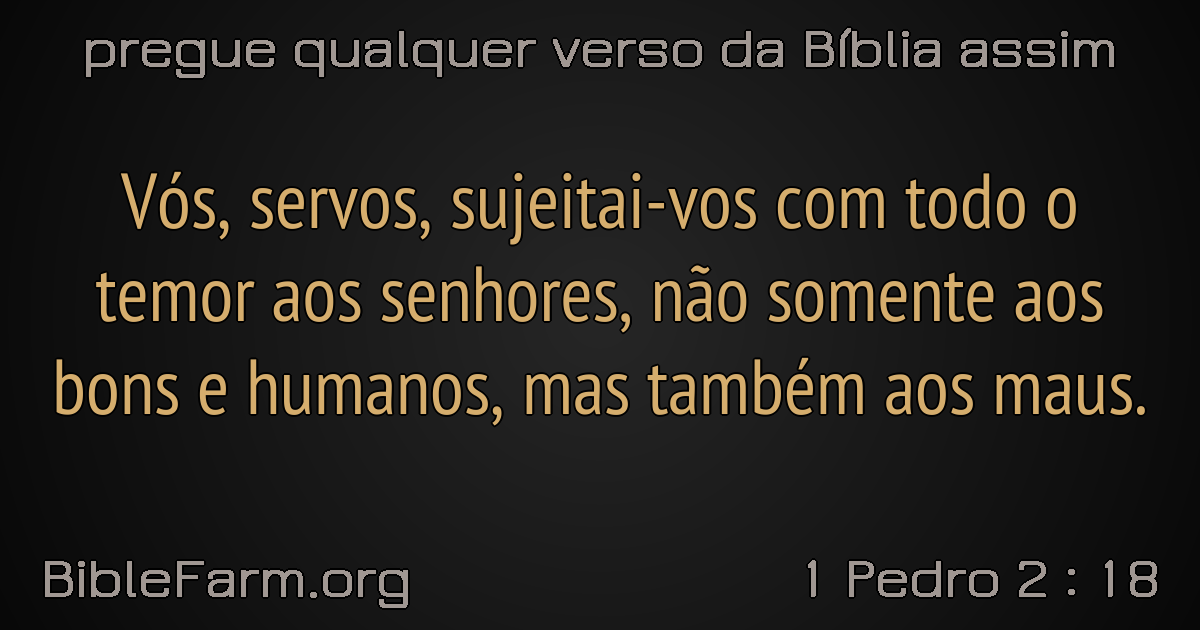 pregue qualquer verso da Bíblia assim
Vós, servos, sujeitai-vos com todo o
temor aos senhores, não somente aos
bons e humanos, mas também aos maus.
BibleFarm.org
1 Pedro 2 : 18